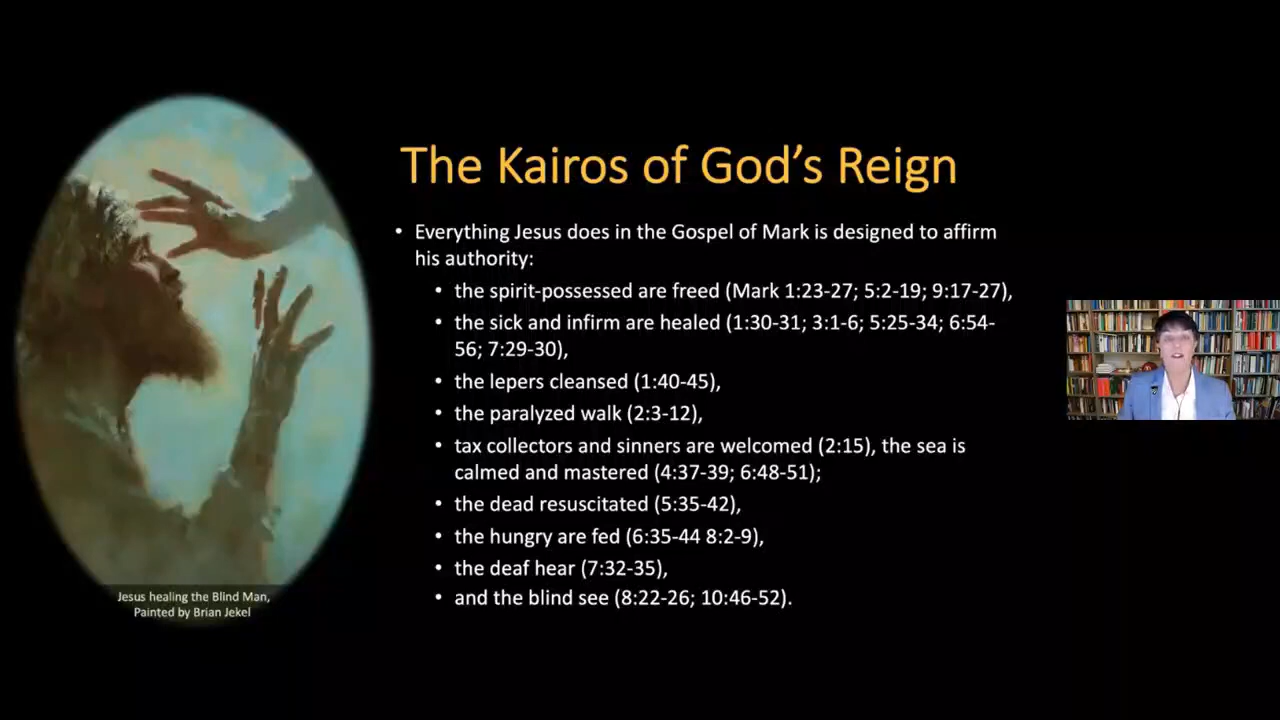 The Kairos of God's Reign
• Everything Jesus does in the Gospel of Mark is designed to affirm
his authority:
• the spirit-possessed are freed (Mark 1:23-27; 5:2-19; 9:17-27),
• the sick and infirm are healed (1:30-31; 3:1-6; 5:25-34; 6:54-
56; 7:29-30),
• the lepers cleansed (1:40-45),
• the paralyzed walk (2:3-12),
• tax collectors and sinners are welcomed (2:15), the sea is
calmed and mastered (4:37-39; 6:48-51);
• the dead resuscitated (5:35-42),
• the hungry are fed (6:35-44 8:2-9),
• the deaf hear (7:32-35),
• and the blind see (8:22-26; 10:46-52).
Jesus healing the Blind Man,
Painted by Brian Jekel